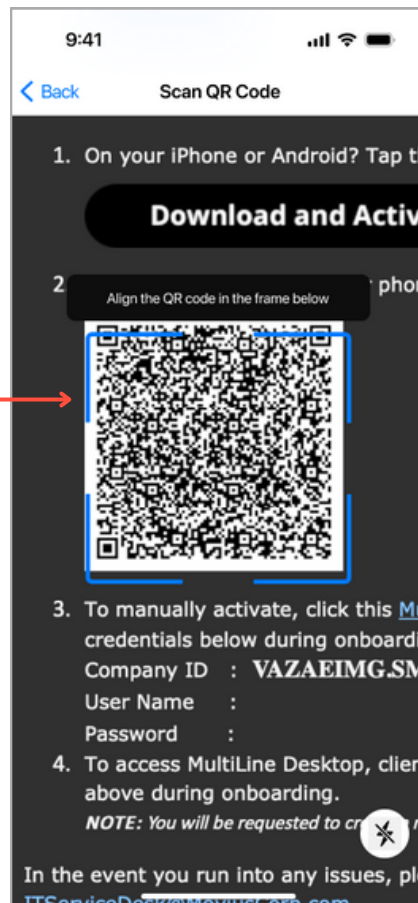 9:41
Back Scan QR Code
1. On your iPhone or Android? Tap
Download and Activ
2
Align the QR code in the frame below
3. To manually activate, click this
credentials below during onboardi
Company ID : VAZAEIMG.SM
User Name :
Password :
4. To access MultiLine Desktop, clien
above during onboarding.
NOTE: You will be requested to
In the event you run into any issues,